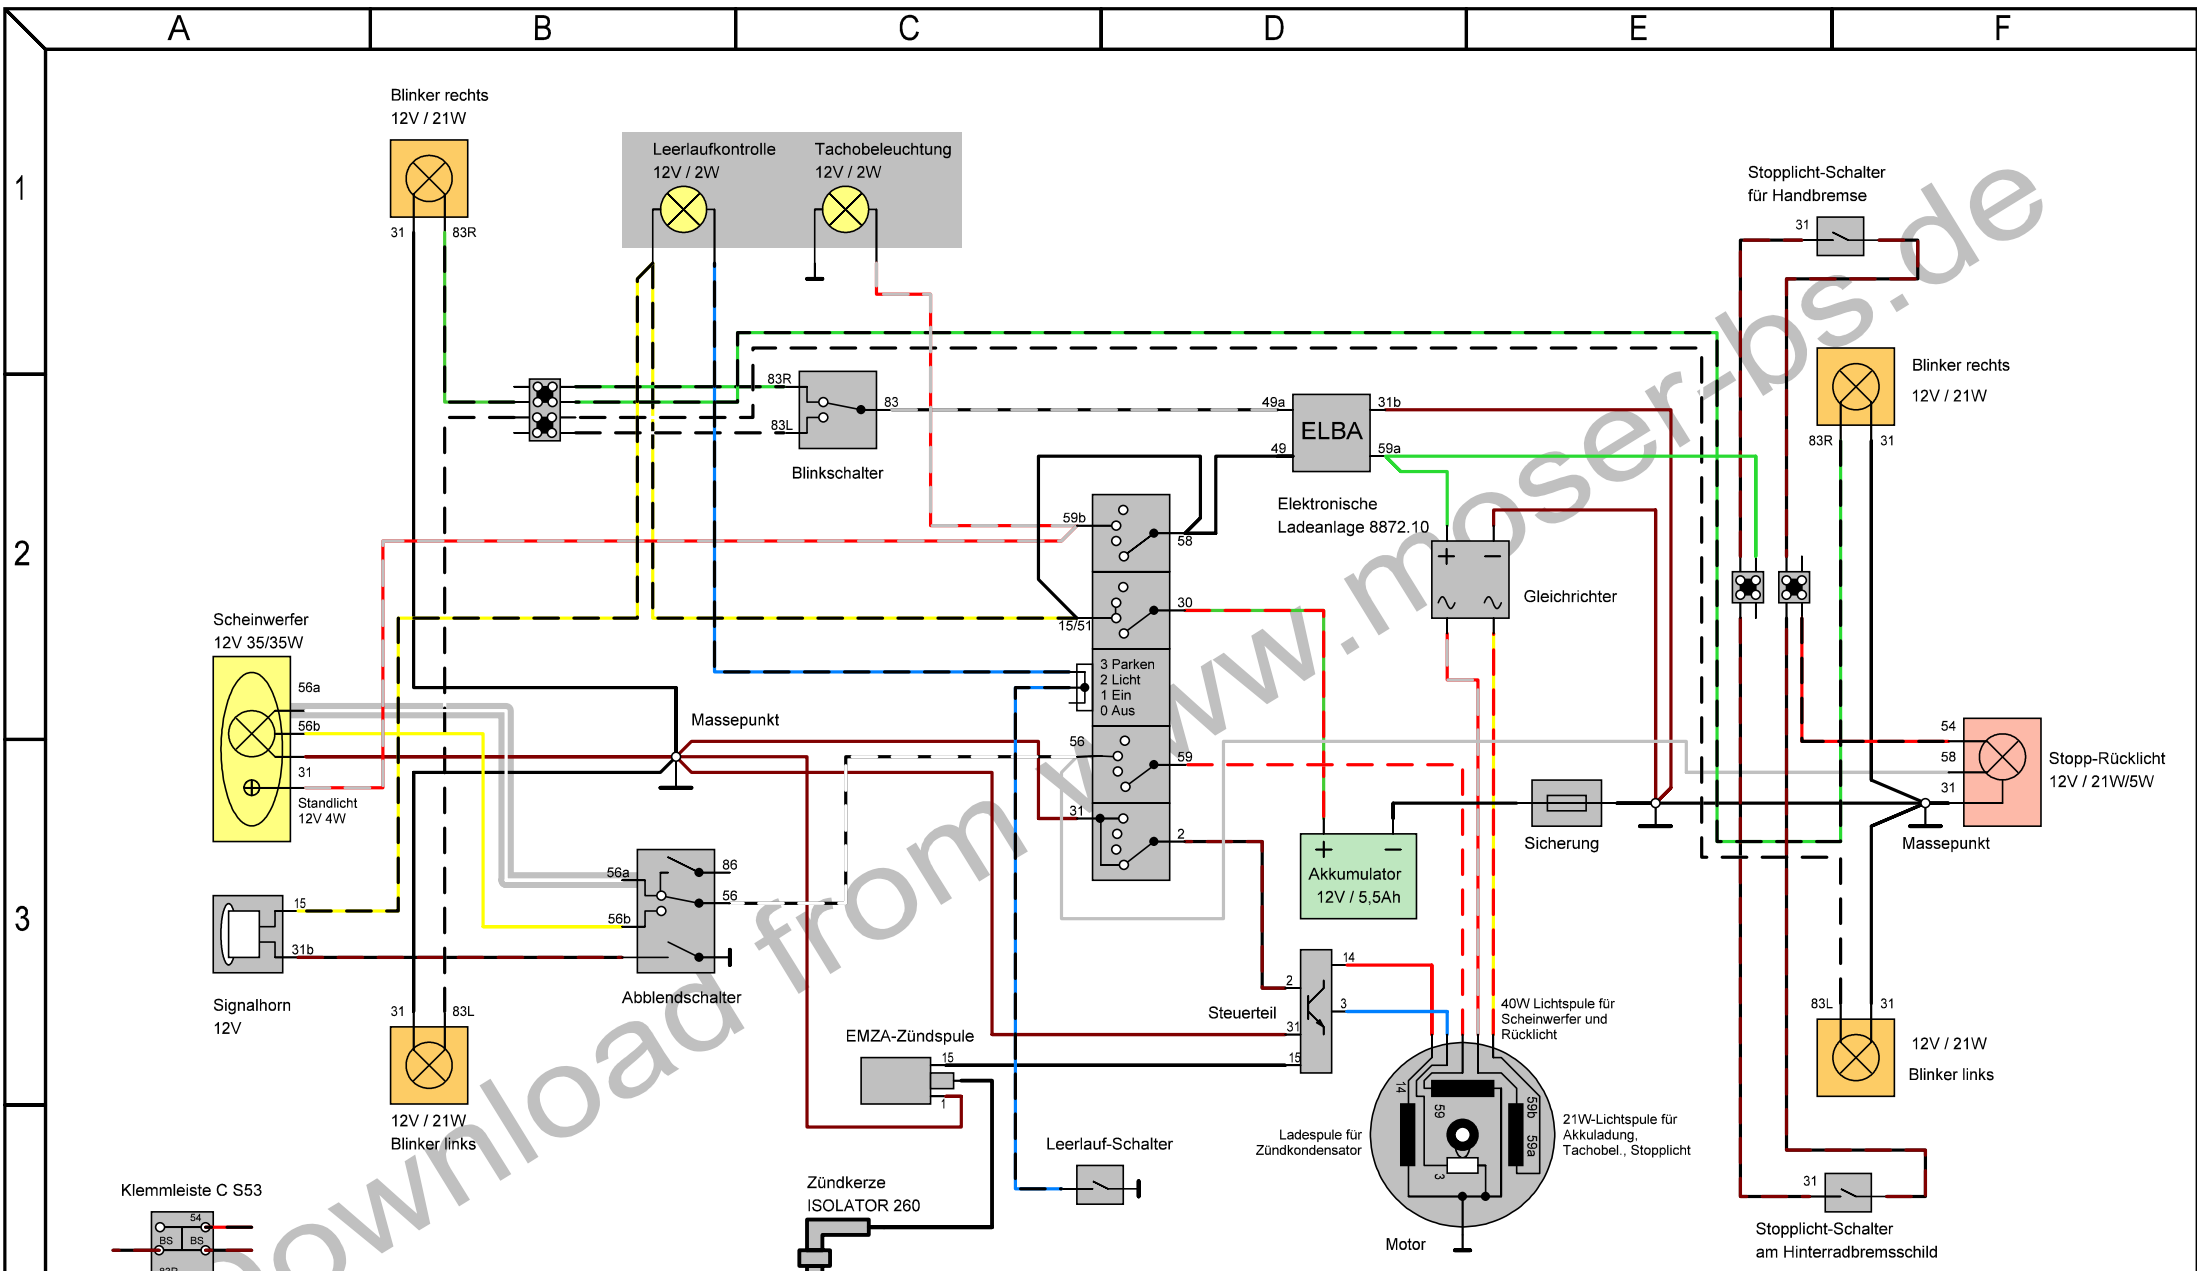 A B C D E F
1
2
3
Blinker rechts
12V / 21W
31
83R
Leerlaufkontrolle
12V / 2W
Tachobeleuchtung
12V / 2W
Stopplicht-Schalter
für Handbremse
31
83R
83L
83
Blinkschalter
49a
49
ELBA
31b
59a
Elektronische
Ladeanlage 8872.10
Blinker rechts
12V / 21W
83R
31
59b
58
30
15/51
3 Parken
2 Licht
1 Ein
0 Aus
56
59
31
2
+
−
Gleichrichter
Scheinwerfer
12V 35/35W
56a
56b
31
Standlicht
12V 4W
Massepunkt
54
58
31
Stopp-Rücklicht
12V / 21W/5W
Sicherung
Massepunkt
+
−
Akkumulator
12V / 5,5Ah
15
31b
Signalhorn
12V
56a
56b
86
56
Abblendschalter
31
83L
12V / 21W
Blinker links
2
31
15
14
3
Steuerteil
40W Lichtspule für
Scheinwerfer und
Rücklicht
83L
31
12V / 21W
Blinker links
EMZA-Zündspule
15
1
Ladespule für
Zündkondensator
14
59
3
59b
59a
21W-Lichtspule für
Akkuladung,
Tachobel., Stopplicht
Motor
Leerlauf-Schalter
Zündkerze
ISOLATOR 260
31
Stopplicht-Schalter
am Hinterradbremsschild
Klemmleiste C S53
54
BS
BS
83R
Download from www.moser-bs.de